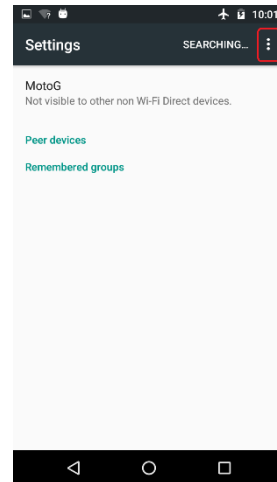 10:01
Settings
SEARCHING...
MotoG
Not visible to other non Wi-Fi Direct devices.
Peer devices
Remembered groups